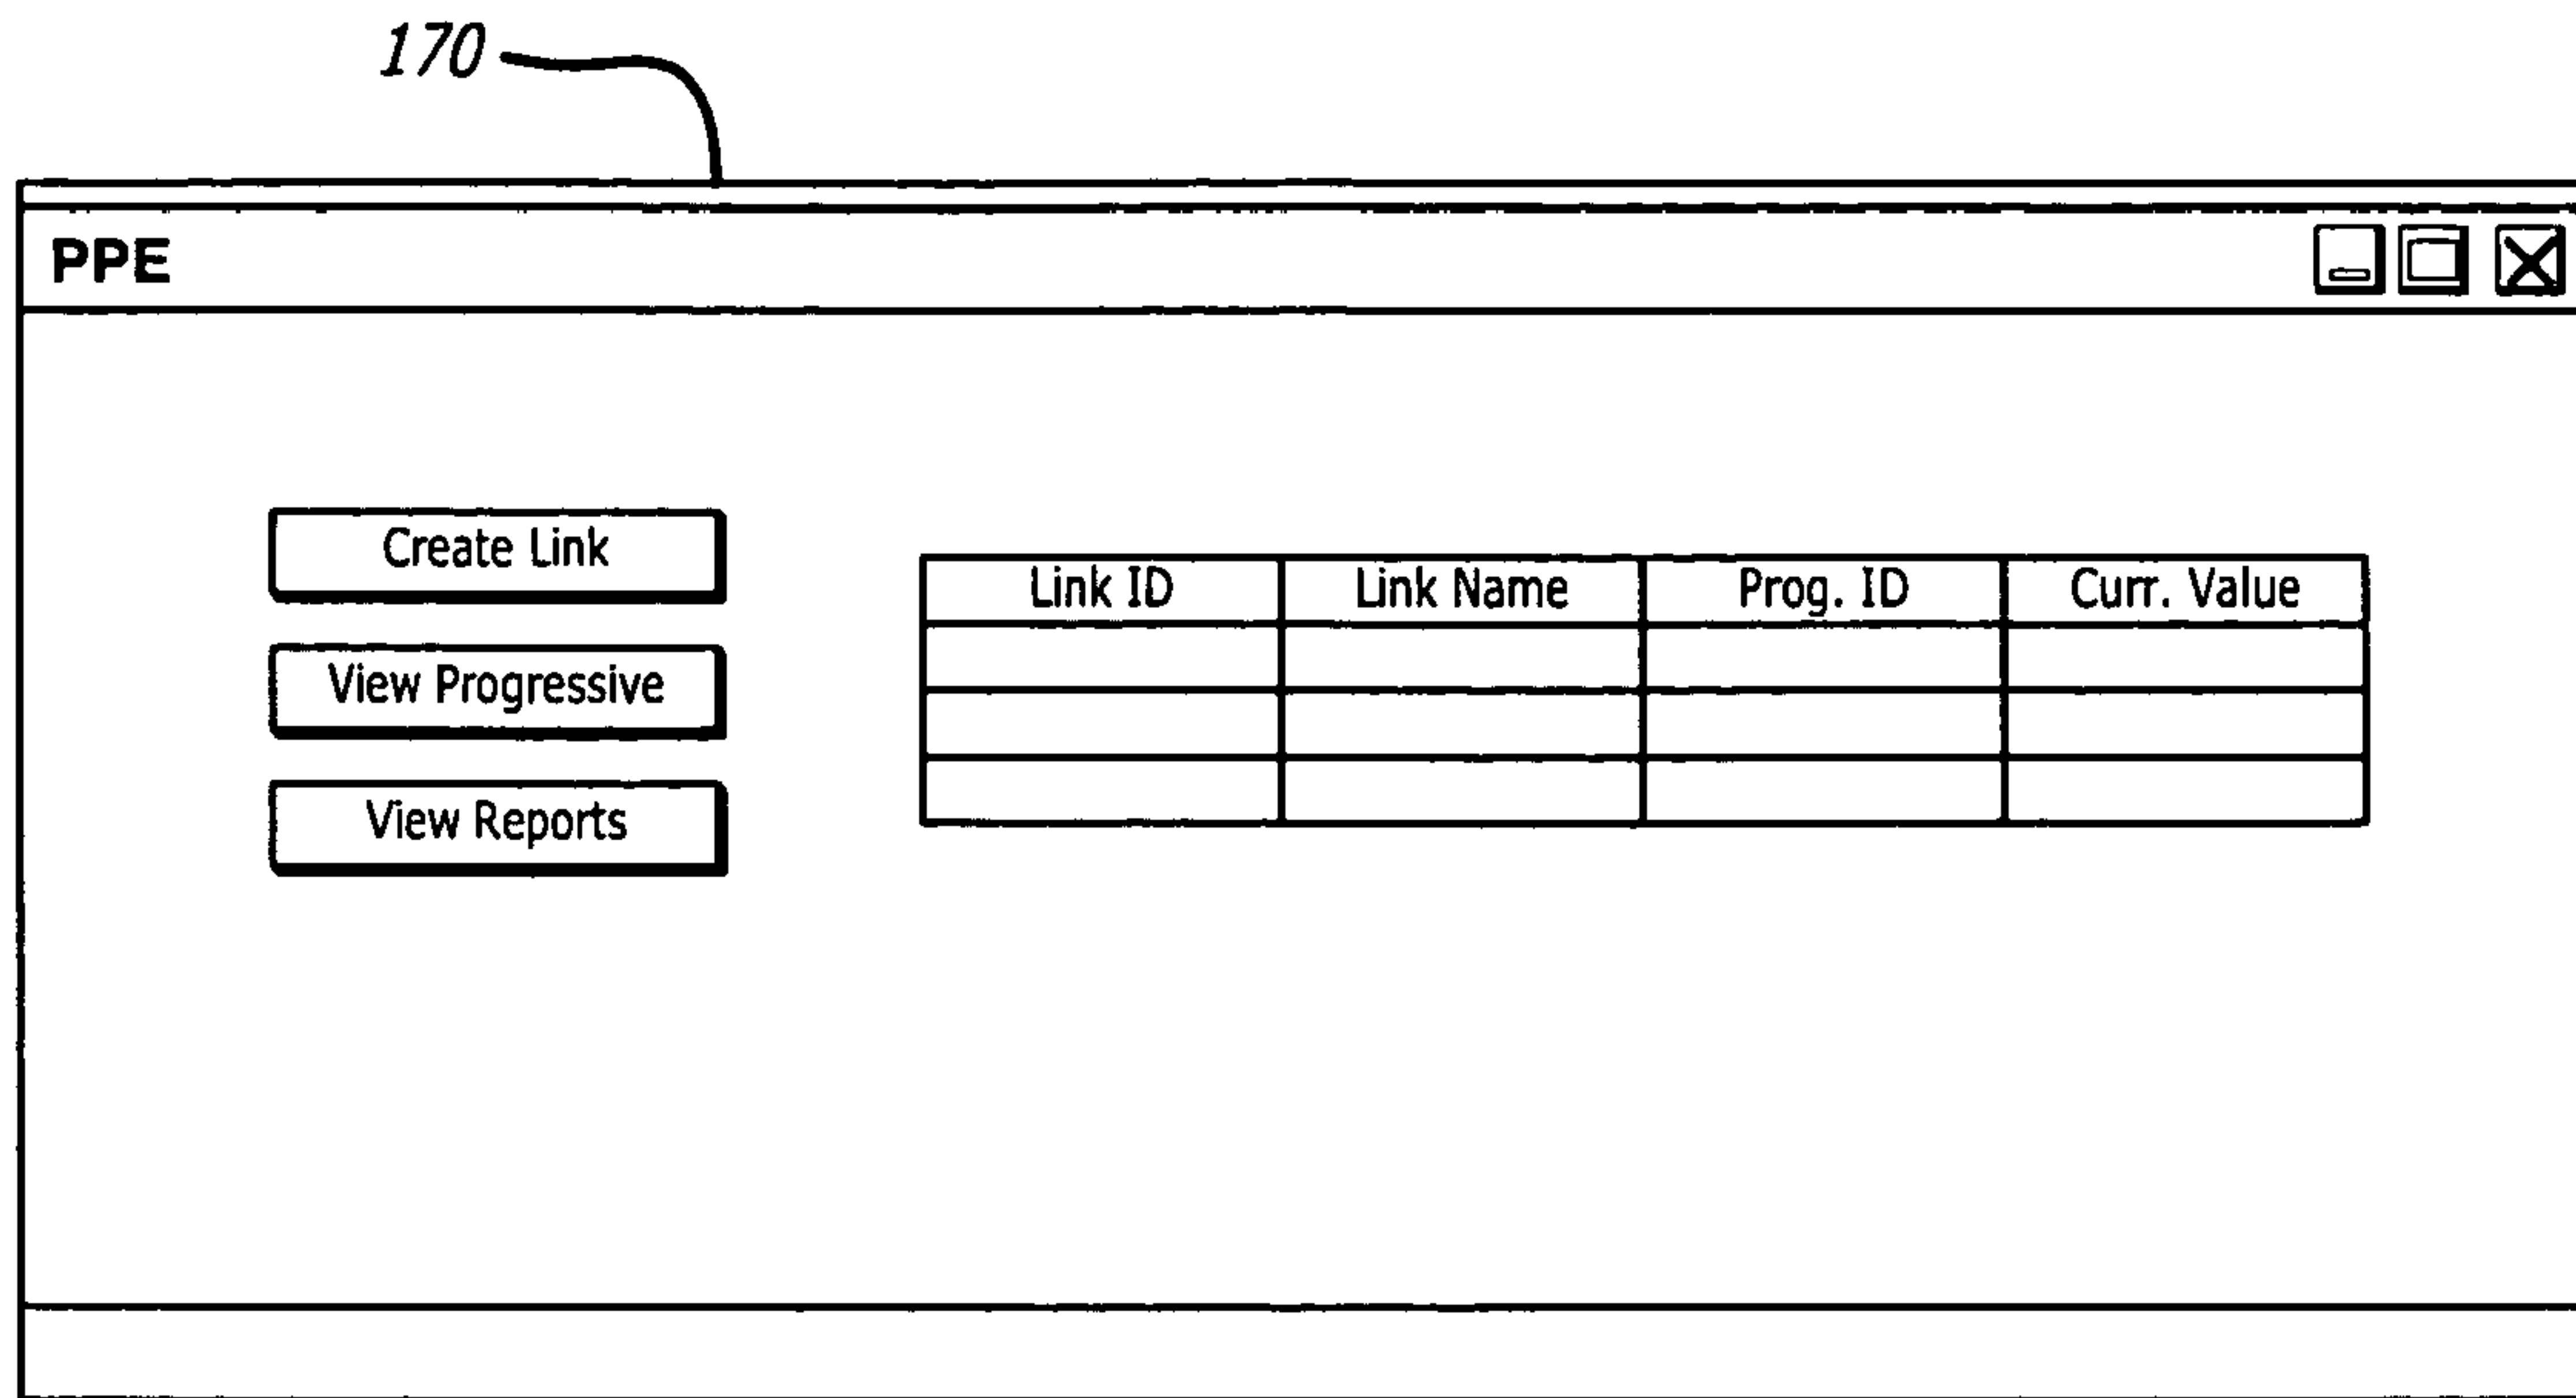 170
PPE
Create Link
View Progressive
View Reports
Link ID Link Name Prog. ID Curr. Value